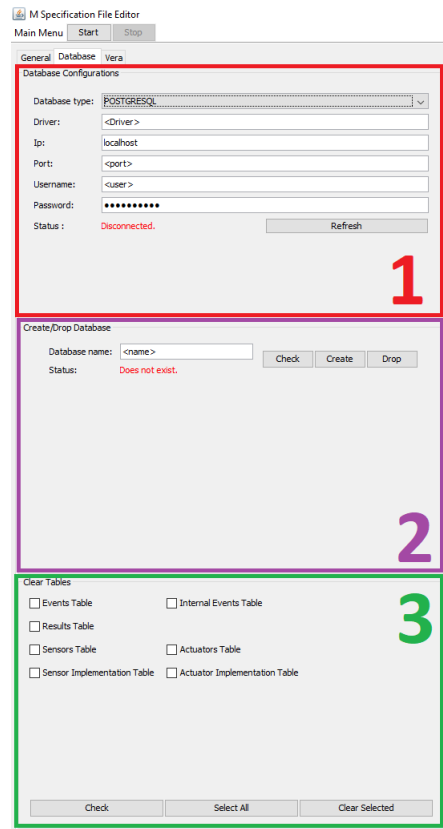 M Specification File Editor
Main Menu Start Stop
General Database Vera
Database Configurations
Database type: POSTGRESQL
Driver: <Driver>
Ip: localhost
Port: <port>
Username: <user>
Password: ●●●●●●●●●●
Status : Disconnected. Refresh
1
Create/Drop Database
Database name: <name> Check Create Drop
Status: Does not exist.
2
Clear Tables
Events Table Internal Events Table
3
Results Table
Sensors Table Actuators Table
Sensor Implementation Table Actuator Implementation Table
Check Select All Clear Selected